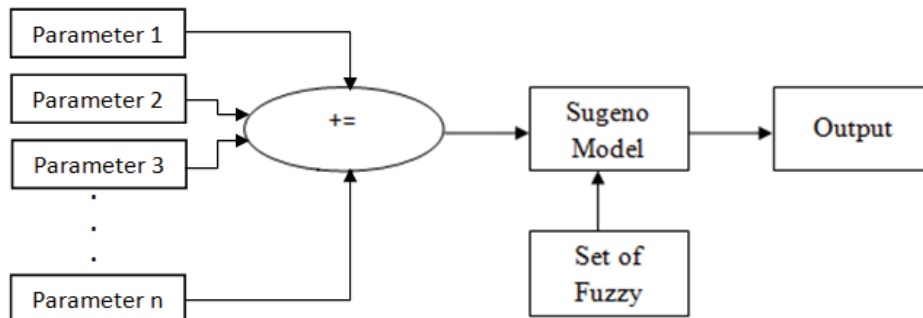 Parameter 1
Parameter 2
Parameter 3
.
.
.
Parameter n
+=
Sugeno
Model
Set of
Fuzzy
Output